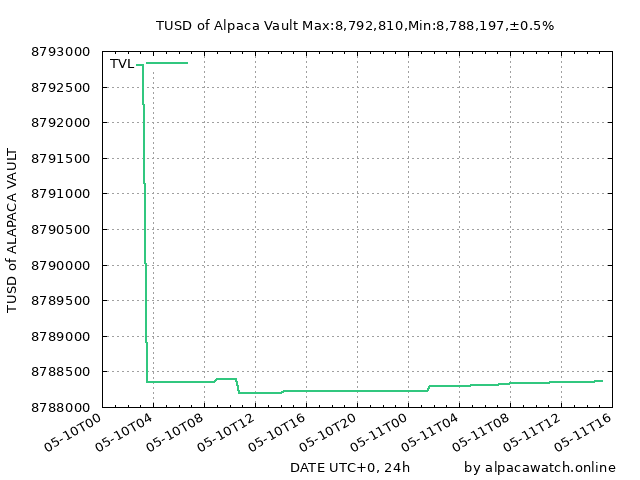 TUSD of Alpaca Vault Max:8,792,810,Min:8,788,197,±0.5%
TVL
8793000
8792500
8792000
8791500
8791000
8790500
8790000
8789500
8789000
8788500
8788000
TUSD of ALAPACA VAULT
05-10T00
05-10T04
05-10T08
05-10T12
05-10T16
05-10T20
05-11T00
05-11T04
05-11T08
05-11T12
05-11T16
DATE UTC+0, 24h
by alpacawatch.online